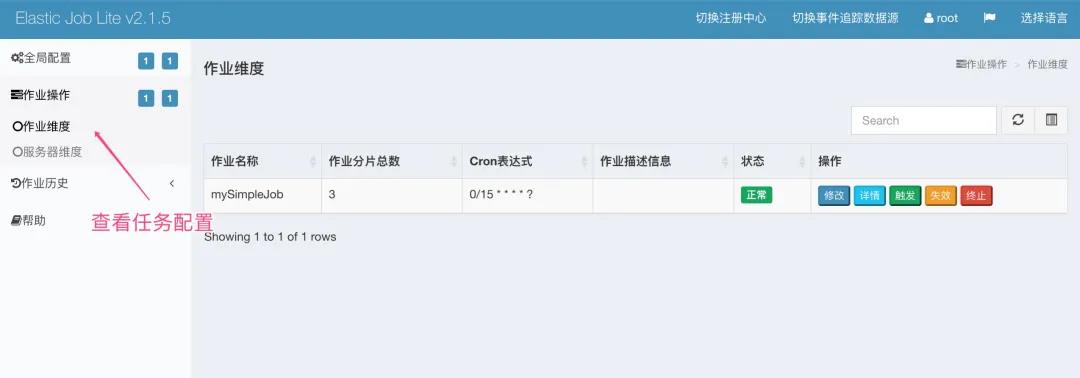 Elastic Job Lite v2.1.5
切换注册中心 切换事件追踪数据源 root 选择语言
全局配置 1 1
作业操作 1 1
作业维度
服务器维度
作业历史
帮助
查看任务配置
作业维度
作业操作 > 作业维度
Search
作业名称 作业分片总数 Cron表达式 作业描述信息 状态 操作
mySimpleJob 3 0/15 * * * * ? 正常 修改 详情 触发 失效 终止
Showing 1 to 1 of 1 rows